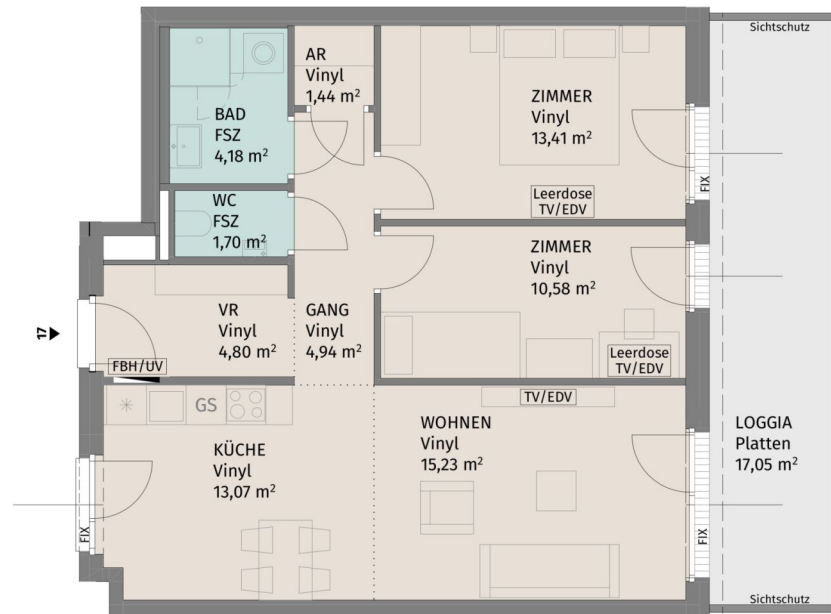 Sichtschutz
AR
Vinyl
1,44 m²
BAD
FSZ
4,18 m²
ZIMMER
Vinyl
13,41 m²
Leerdose
TV/EDV
FIX
WC
FSZ
1,70 m²
ZIMMER
Vinyl
10,58 m²
Leerdose
TV/EDV
17
VR
Vinyl
4,80 m²
GANG
Vinyl
4,94 m²
FBH/UV
GS
TV/EDV
KÜCHE
Vinyl
13,07 m²
WOHNEN
Vinyl
15,23 m²
LOGGIA
Platten
17,05 m²
FIX
FIX
Sichtschutz